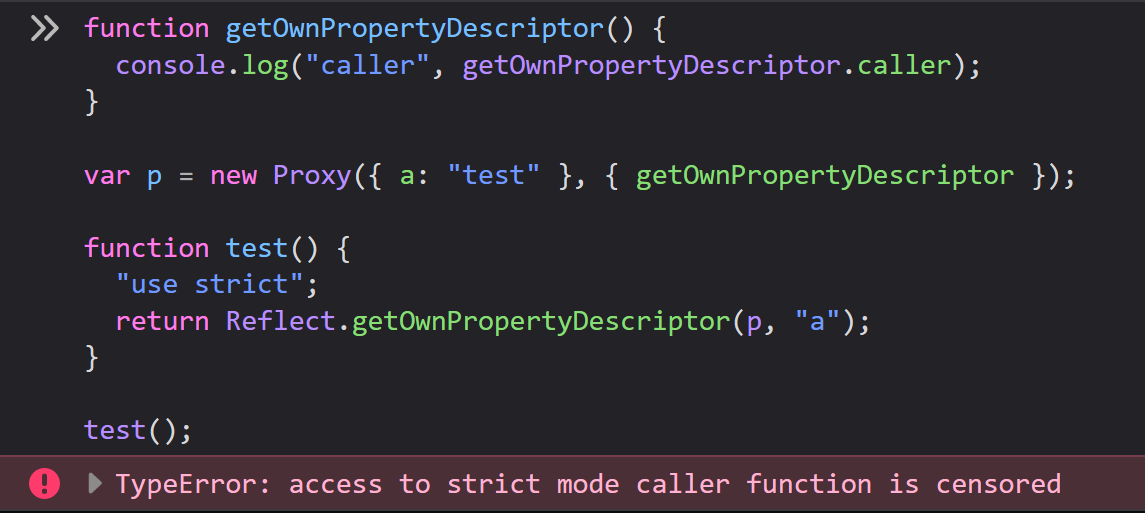 function getOwnPropertyDescriptor() {
  console.log("caller", getOwnPropertyDescriptor.caller);
}
var p = new Proxy({ a: "test" }, { getOwnPropertyDescriptor });
function test() {
  "use strict";
  return Reflect.getOwnPropertyDescriptor(p, "a");
}
test();
TypeError: access to strict mode caller function is censored